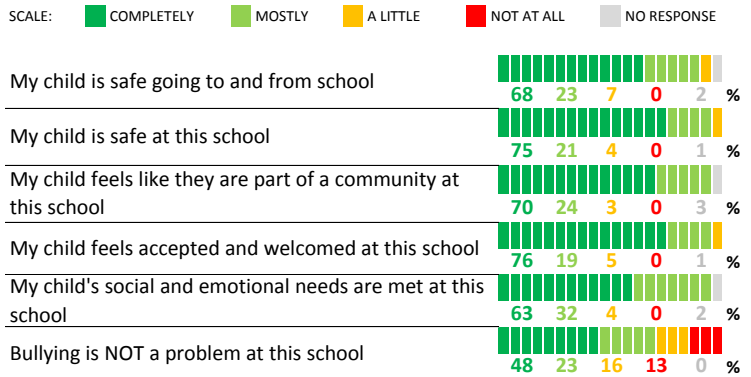 SCALE: COMPLETELY MOSTLY A LITTLE NOT AT ALL NO RESPONSE
My child is safe going to and from school
68 23 7 0 2 %
My child is safe at this school
75 21 4 0 1 %
My child feels like they are part of a community at
this school
70 24 3 0 3 %
My child feels accepted and welcomed at this school
76 19 5 0 1 %
My child's social and emotional needs are met at this
school
63 32 4 0 2 %
Bullying is NOT a problem at this school
48 23 16 13 0 %